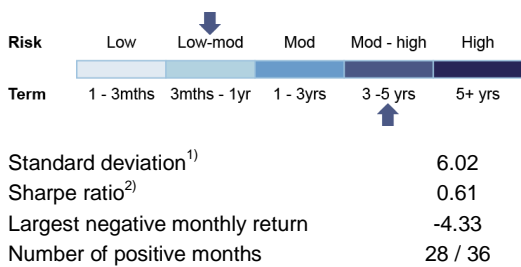 Risk Low Low-mod Mod Mod - high High
Term 1 - 3mths 3mths - 1yr 1 - 3yrs 3 -5 yrs 5+ yrs
Standard deviation1) 6.02
Sharpe ratio2) 0.61
Largest negative monthly return -4.33
Number of positive months 28 / 36